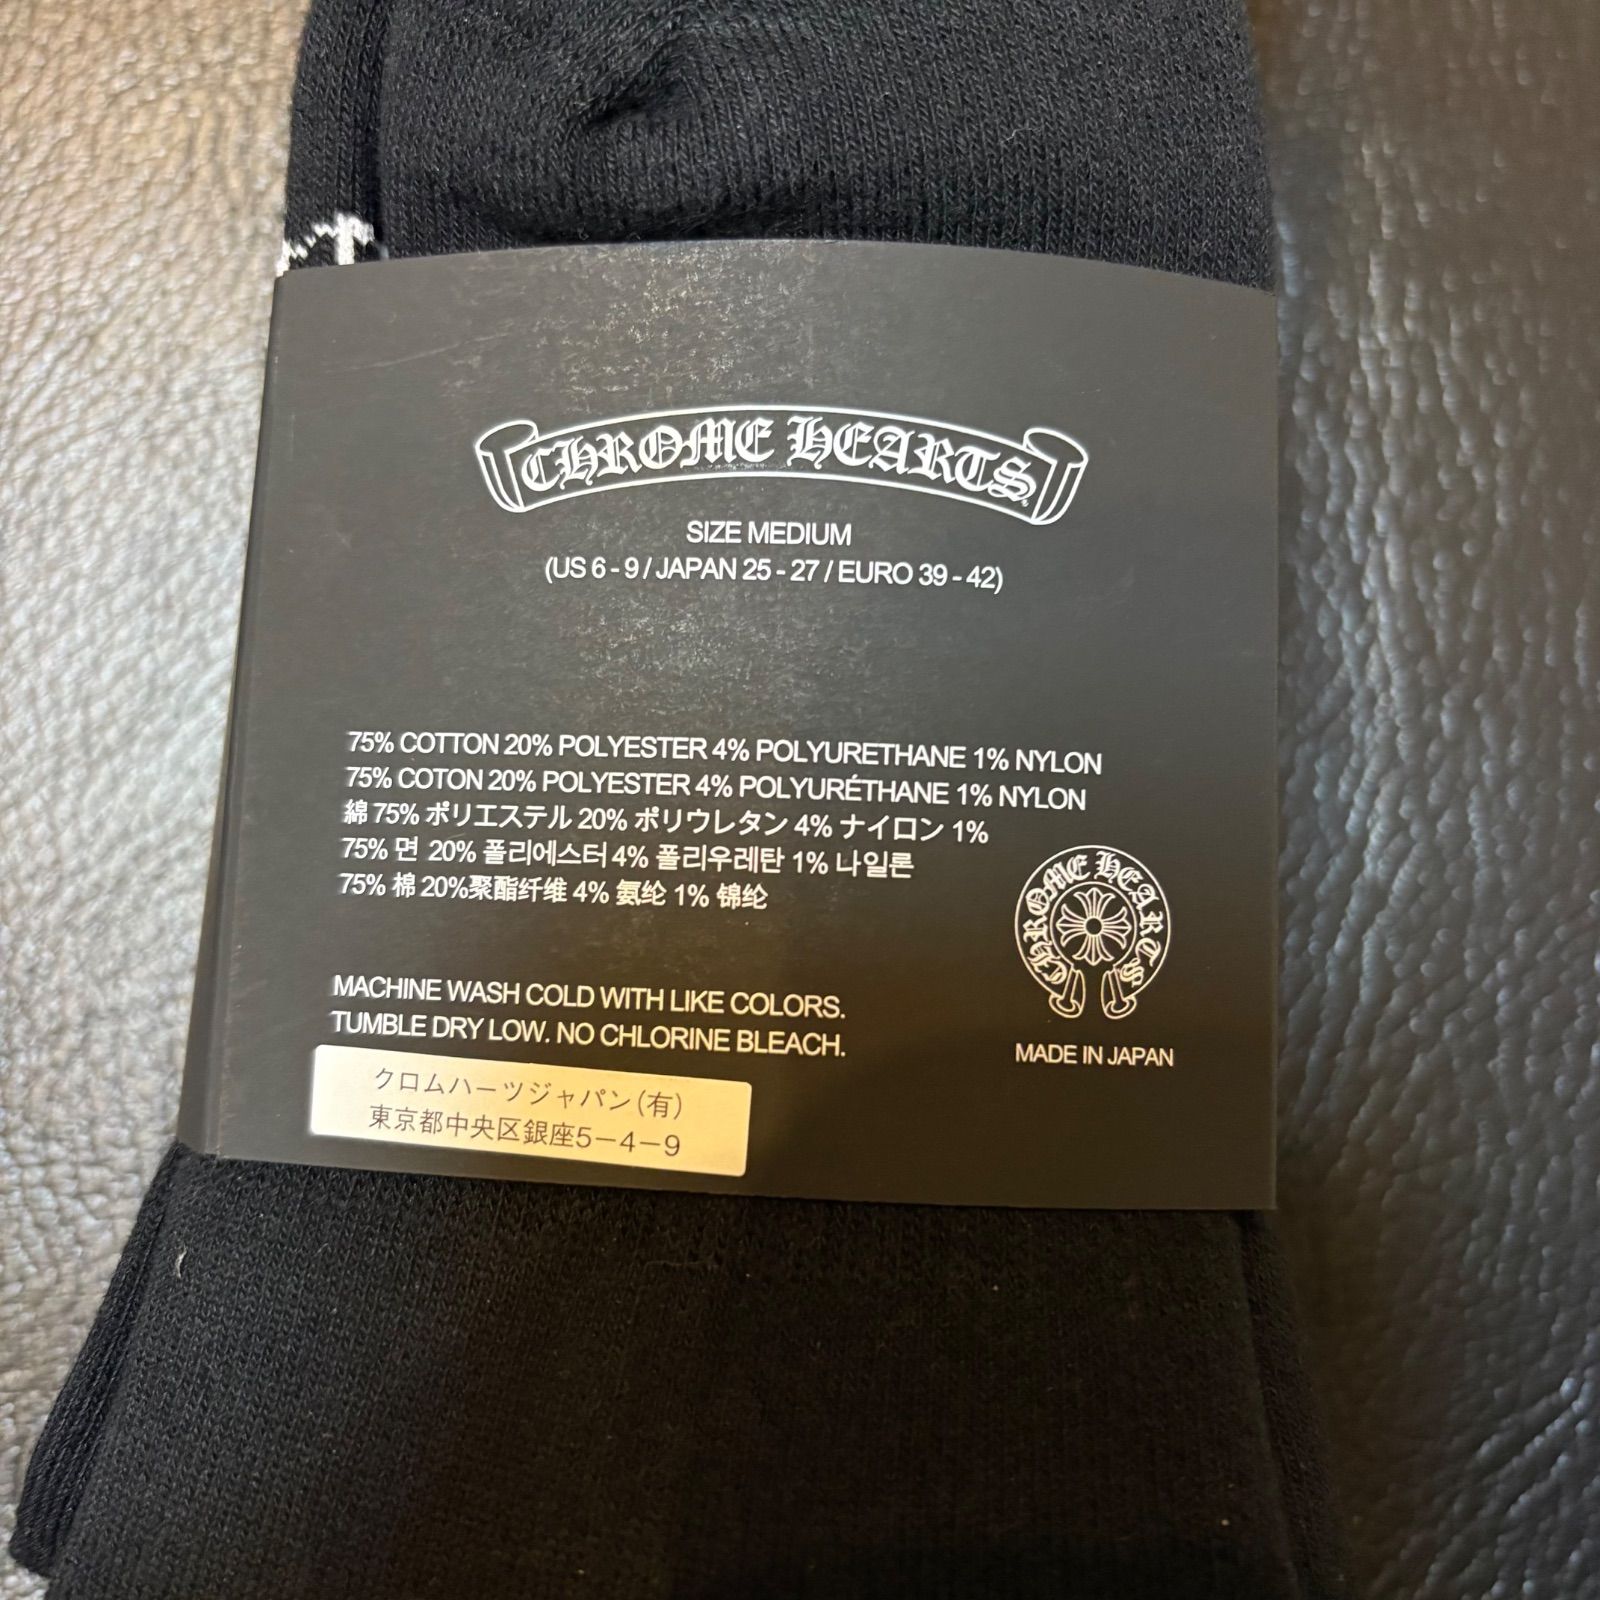 CHROME HEARTS
SIZE MEDIUM
(US 6 - 9 / JAPAN 25 - 27 / EURO 39 - 42)
75% COTTON 20% POLYESTER 4% POLYURETHANE 1% NYLON
75% COTON 20% POLYESTER 4% POLYURÉTHANE 1% NYLON
綿 75% ポリエステル 20% ポリウレタン 4% ナイロン 1%
75% 면 20% 폴리에스터 4% 폴리우레탄 1% 나일론
75% 棉 20%聚酯纤维 4% 氨纶 1% 锦纶
CHROME HEARTS
MACHINE WASH COLD WITH LIKE COLORS.
TUMBLE DRY LOW. NO CHLORINE BLEACH.
MADE IN JAPAN
クロムハーツジャパン(有)
東京都中央区銀座5－4－9